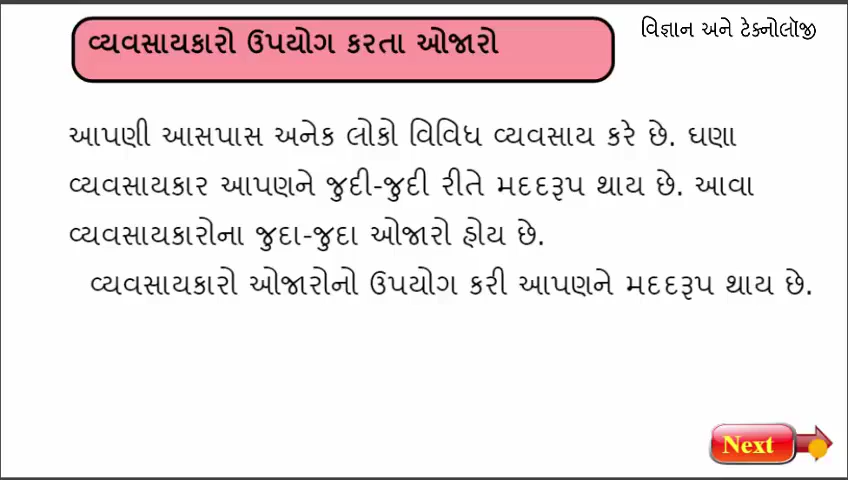 વ્યવસાયકારો ઉપયોગ કરતા ઓજારો
વિજ્ઞાન અને ટેક્નોલૉજી
આપણી આસપાસ અનેક લોકો વિવિધ વ્યવસાય કરે છે. ઘણા
વ્યવસાયકાર આપણને જુદી-જુદી રીતે મદદરૂપ થાય છે. આવા
વ્યવસાયકારોના જુદા-જુદા ઓજારો હોય છે.
વ્યવસાયકારો ઓજારોનો ઉપયોગ કરી આપણને મદદરૂપ થાય છે.
Next